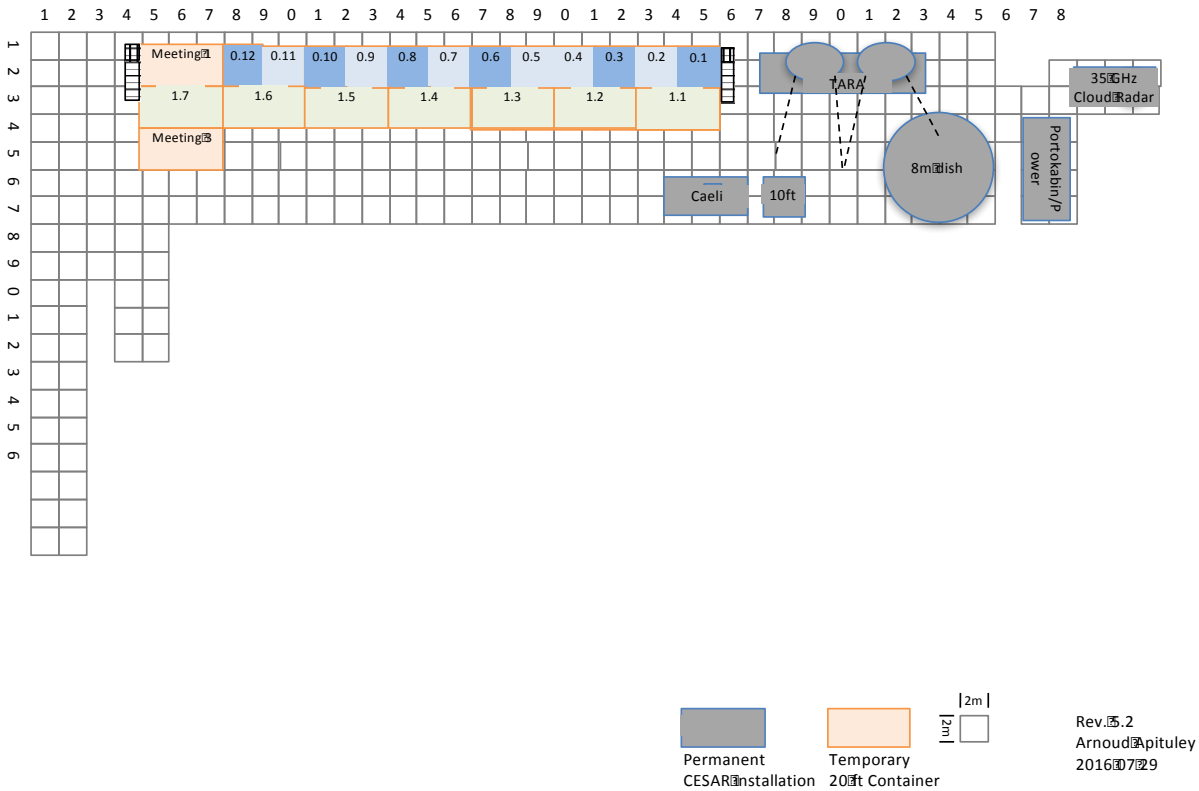 1 2 3 4 5 6 7 8 9 0 1 2 3 4 5 6 7 8 9 0 1 2 3 4 5 6 7 8 9 0 1 2 3 4 5 6 7 8
1
2
3
4
5
6
7
8
9
0
1
2
3
4
5
6
Meeting 1
0.12 0.11 0.10 0.9 0.8 0.7 0.6 0.5 0.4 0.3 0.2 0.1
1.7 1.6 1.5 1.4 1.3 1.2 1.1
Meeting 3
TARA
35 GHz
Cloud Radar
8m dish
Portokabin/P
ower
Caeli
10ft
2m
2m
Permanent
CESAR Installation
Temporary
20 ft Container
Rev. 5.2
Arnoud Apituley
2016 07 29